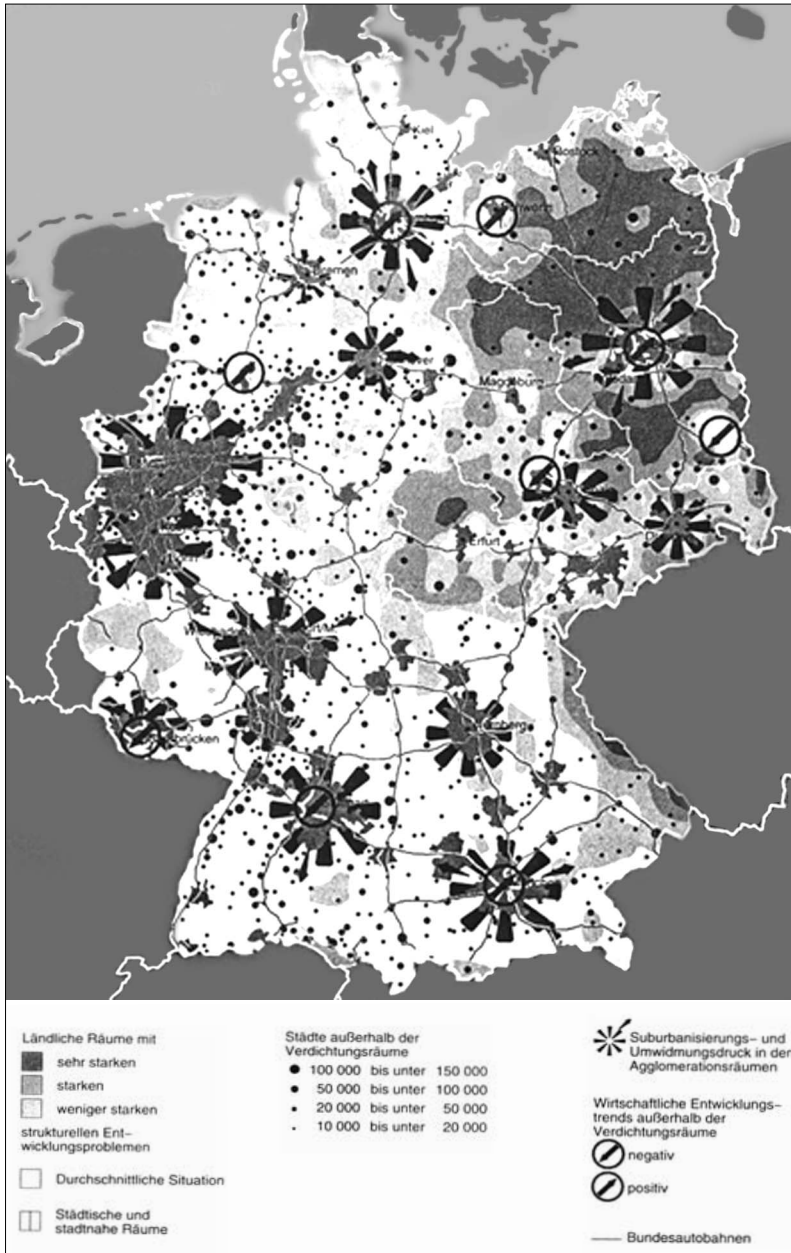 Kiel
Rostock
Bremen
Magdeburg
Erfurt
Ländliche Räume mit
sehr starken
starken
weniger starken
strukturellen Ent-
wicklungsproblemen
Durchschnittliche Situation
Städtische und
stadtnahe Räume
Städte außerhalb der
Verdichtungsräume
100 000 bis unter 150 000
50 000 bis unter 100 000
20 000 bis unter 50 000
10 000 bis unter 20 000
Suburbanisierungs- und
Umwidmungsdruck in den
Agglomerationsräumen
Wirtschaftliche Entwicklungs-
trends außerhalb der
Verdichtungsräume
negativ
positiv
Bundesautobahnen